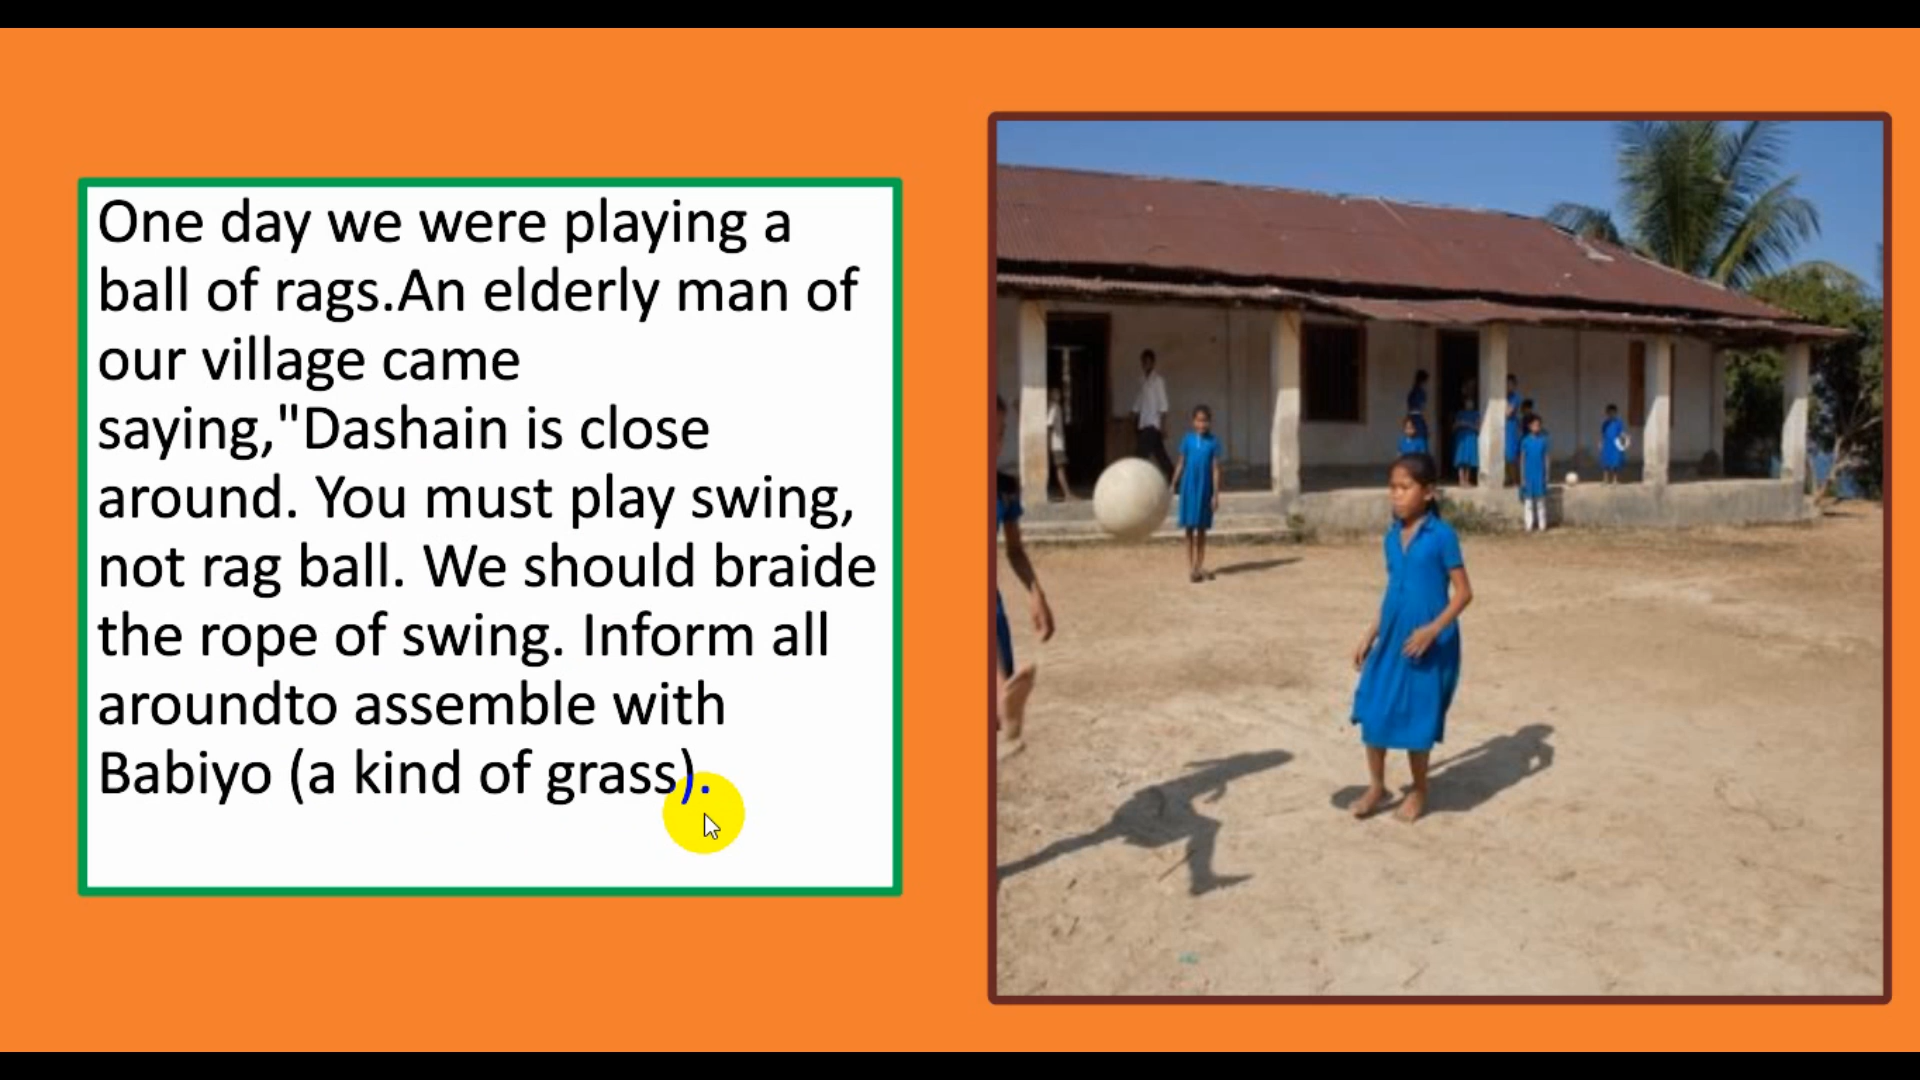 One day we were playing a
ball of rags.An elderly man of
our village came
saying,"Dashain is close
around. You must play swing,
not rag ball. We should braide
the rope of swing. Inform all
aroundto assemble with
Babiyo (a kind of grass).